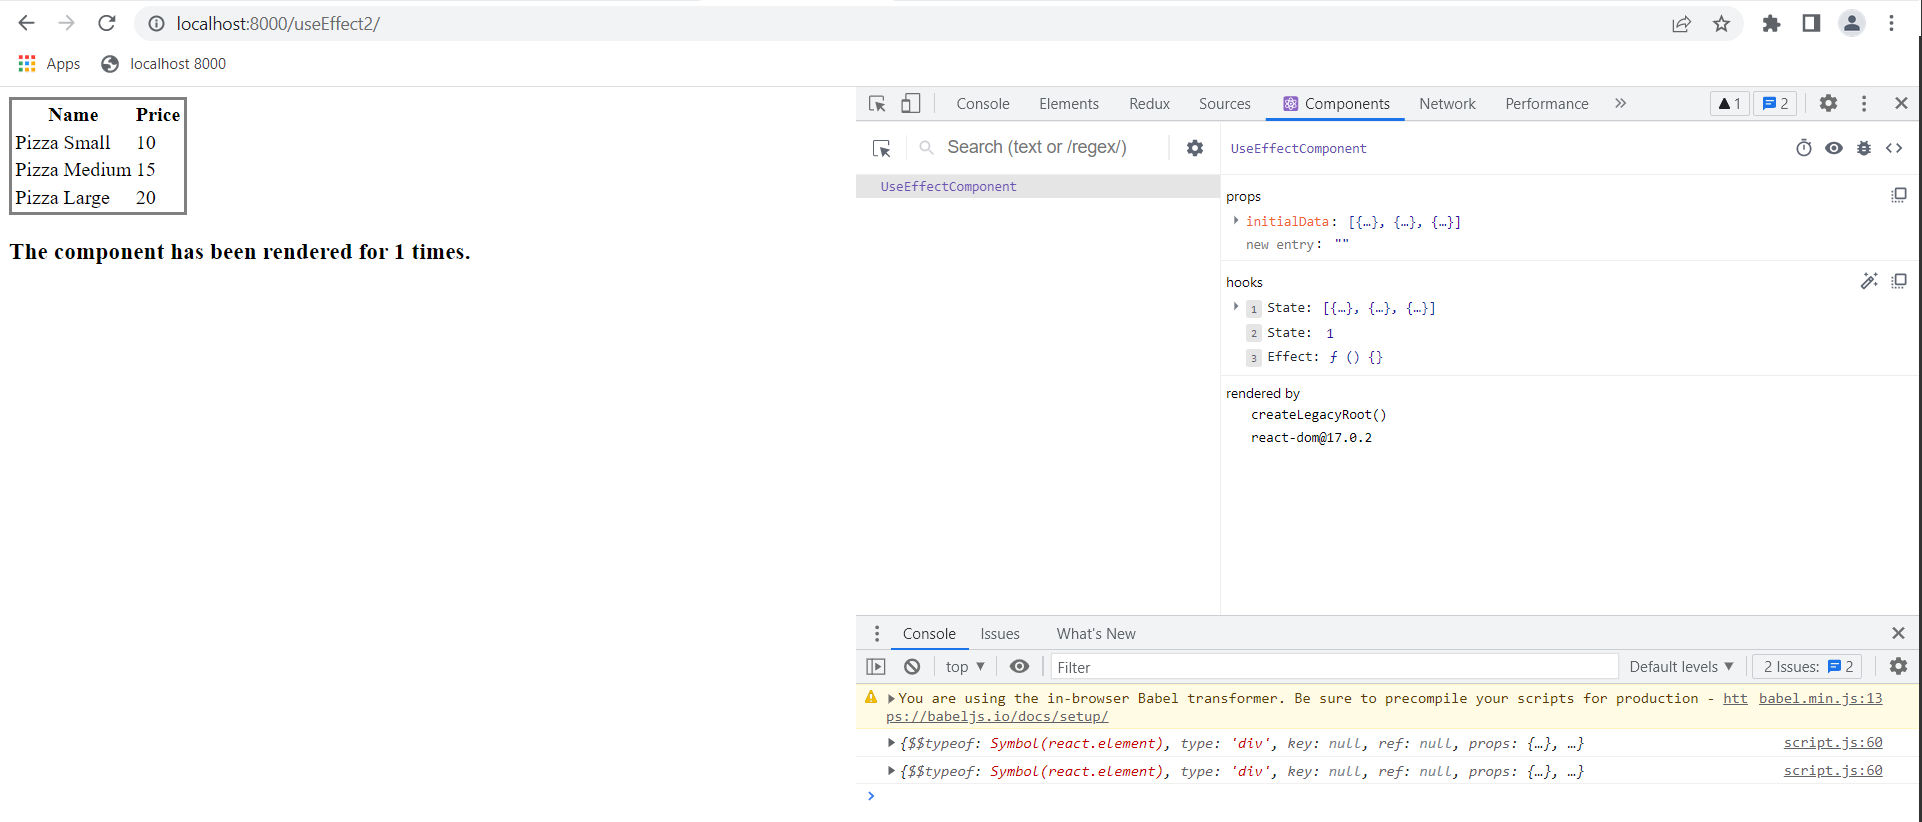 localhost:8000/useEffect2/
Apps localhost 8000
Name Price
Pizza Small 10
Pizza Medium 15
Pizza Large 20
The component has been rendered for 1 times.
Console Elements Redux Sources Components Network Performance » 1 2
Search (text or /regex/)
UseEffectComponent
UseEffectComponent
props
initialData: [{…}, {…}, {…}]
new entry: ""
hooks
1 State: [{…}, {…}, {…}]
2 State: 1
3 Effect: ƒ () {}
rendered by
createLegacyRoot()
react-dom@17.0.2
Console Issues What's New
top ▼ Filter Default levels ▼ 2 Issues: 2
You are using the in-browser Babel transformer. Be sure to precompile your scripts for production - htt babel.min.js:13
ps://babeljs.io/docs/setup/
{$$typeof: Symbol(react.element), type: 'div', key: null, ref: null, props: {…}, …} script.js:60
{$$typeof: Symbol(react.element), type: 'div', key: null, ref: null, props: {…}, …} script.js:60